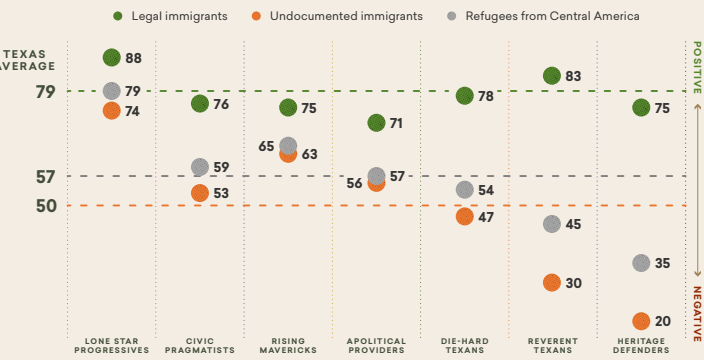 Legal immigrants
Undocumented immigrants
Refugees from Central America
TEXAS
AVERAGE
79
57
50
88
79
74
76
59
53
75
65
63
71
57
56
78
54
47
83
45
30
75
35
20
POSITIVE
NEGATIVE
LONE STAR
PROGRESSIVES
CIVIC
PRAGMATISTS
RISING
MAVERICKS
APOLITICAL
PROVIDERS
DIE-HARD
TEXANS
REVERENT
TEXANS
HERITAGE
DEFENDERS